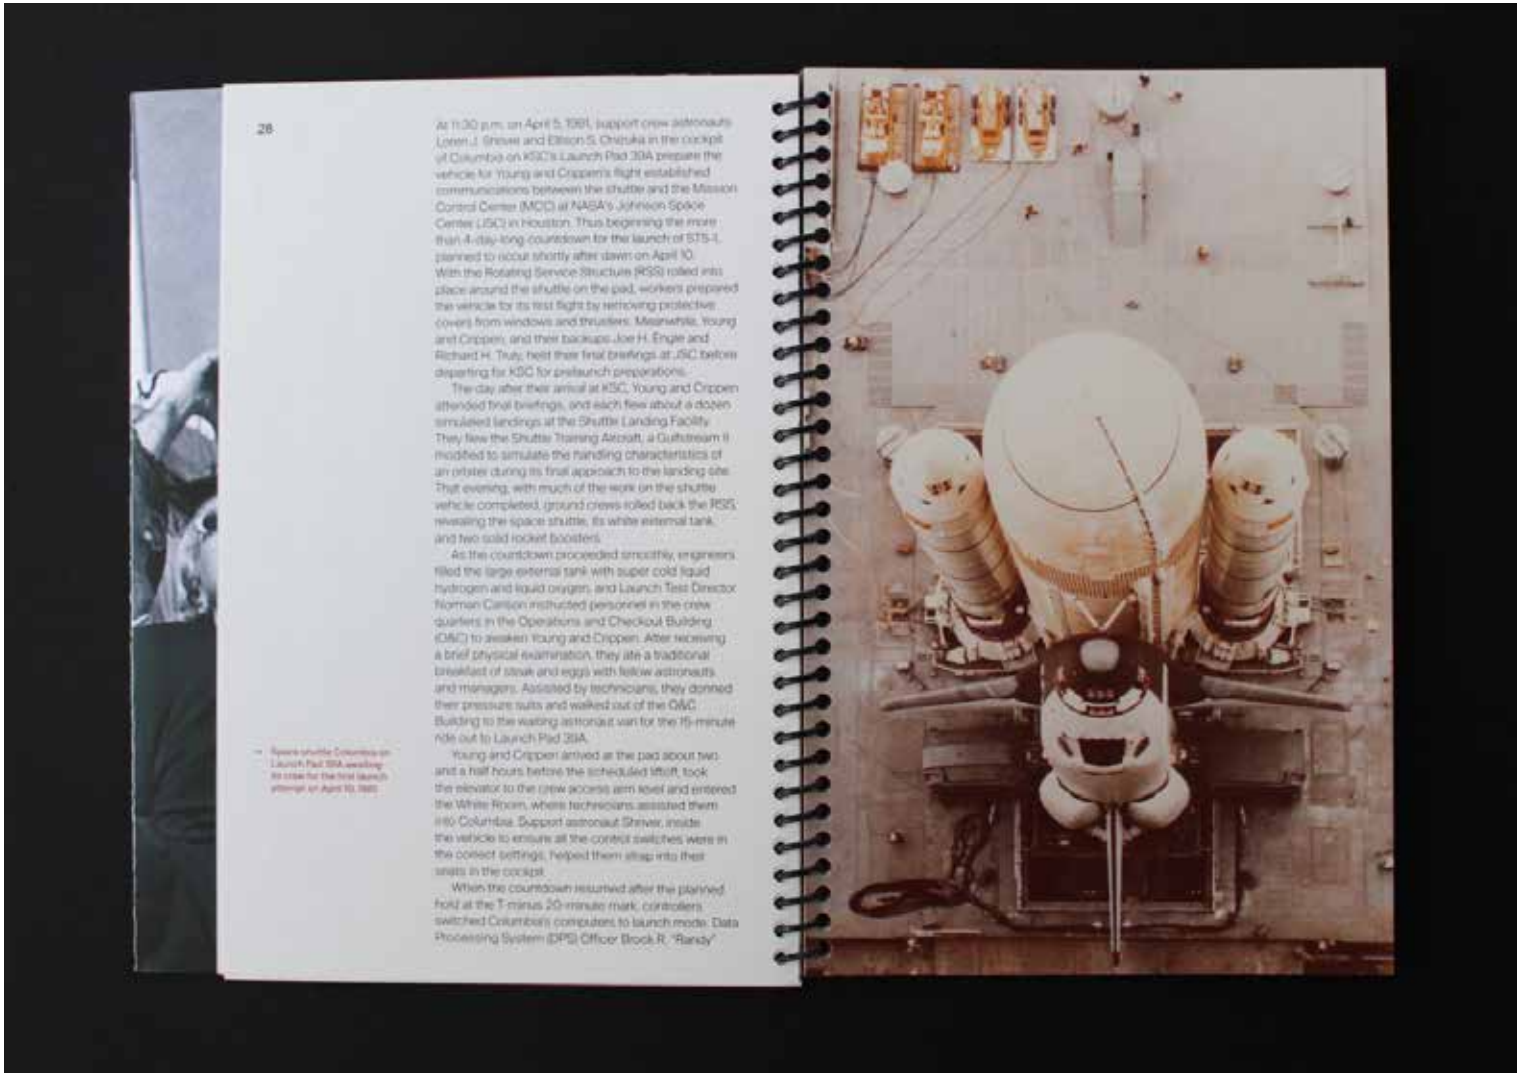 28
At 11:30 p.m. on April 5, 1981, support crew astronauts
Loren J. Shriver and Ellison S. Onizuka in the cockpit
of Columbia on KSC's Launch Pad 39A prepare the
vehicle for Young and Crippen's flight established
communications between the shuttle and the Mission
Control Center (MCC) at NASA's Johnson Space
Center (JSC) in Houston. Thus beginning the more
than 4-day-long countdown for the launch of STS-1,
planned to occur shortly after dawn on April 10.
With the Rotating Service Structure (RSS) rolled into
place around the shuttle on the pad, workers prepared
the vehicle for its first flight by removing protective
covers from windows and thrusters. Meanwhile, Young
and Crippen, and their backups Joe H. Engle and
Richard H. Truly, held their final briefings at JSC before
departing for KSC for prelaunch preparations.
The day after their arrival at KSC, Young and Crippen
attended final briefings, and each flew about a dozen
simulated landings at the Shuttle Landing Facility.
They flew the Shuttle Training Aircraft, a Gulfstream II
modified to simulate the handling characteristics of
an orbiter during its final approach to the landing site.
That evening, with much of the work on the shuttle
vehicle completed, ground crews rolled back the RSS,
revealing the space shuttle, its white external tank,
and two solid rocket boosters.
As the countdown proceeded smoothly, engineers
filled the large external tank with super cold liquid
hydrogen and liquid oxygen, and Launch Test Director
Norman Carlson instructed personnel in the crew
quarters in the Operations and Checkout Building
(O&C) to awaken Young and Crippen. After receiving
a brief physical examination, they ate a traditional
breakfast of steak and eggs with fellow astronauts
and managers. Assisted by technicians, they donned
their pressure suits and walked out of the O&C
Building to the waiting astronaut van for the 15-minute
ride out to Launch Pad 39A.
Young and Crippen arrived at the pad about two
and a half hours before the scheduled liftoff, took
the elevator to the crew access arm level and entered
the White Room, where technicians assisted them
into Columbia. Support astronaut Shriver, inside
the vehicle to ensure all the control switches were in
the correct settings, helped them strap into their
seats in the cockpit.
When the countdown resumed after the planned
hold at the T-minus 20-minute mark, controllers
switched Columbia's computers to launch mode. Data
Processing System (DPS) Officer Brock R. "Randy"
→ Space shuttle Columbia on
Launch Pad 39A awaiting
its crew for the first launch
attempt on April 10, 1981.